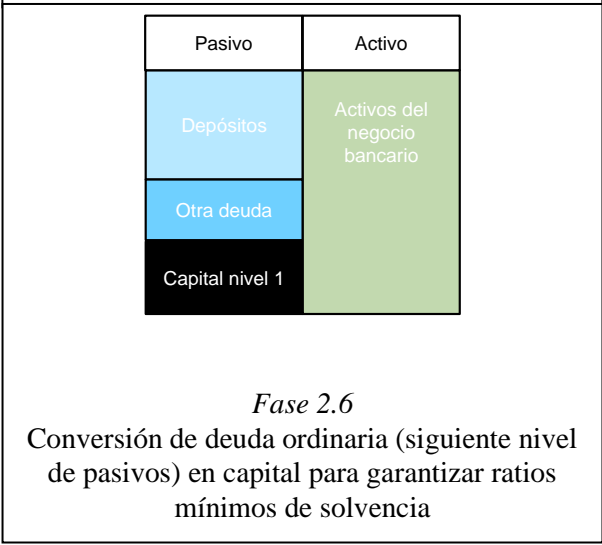 Pasivo
Activo
Depósitos
Activos del
negocio
bancario
Otra deuda
Capital nivel 1
Fase 2.6
Conversión de deuda ordinaria (siguiente nivel
de pasivos) en capital para garantizar ratios
mínimos de solvencia